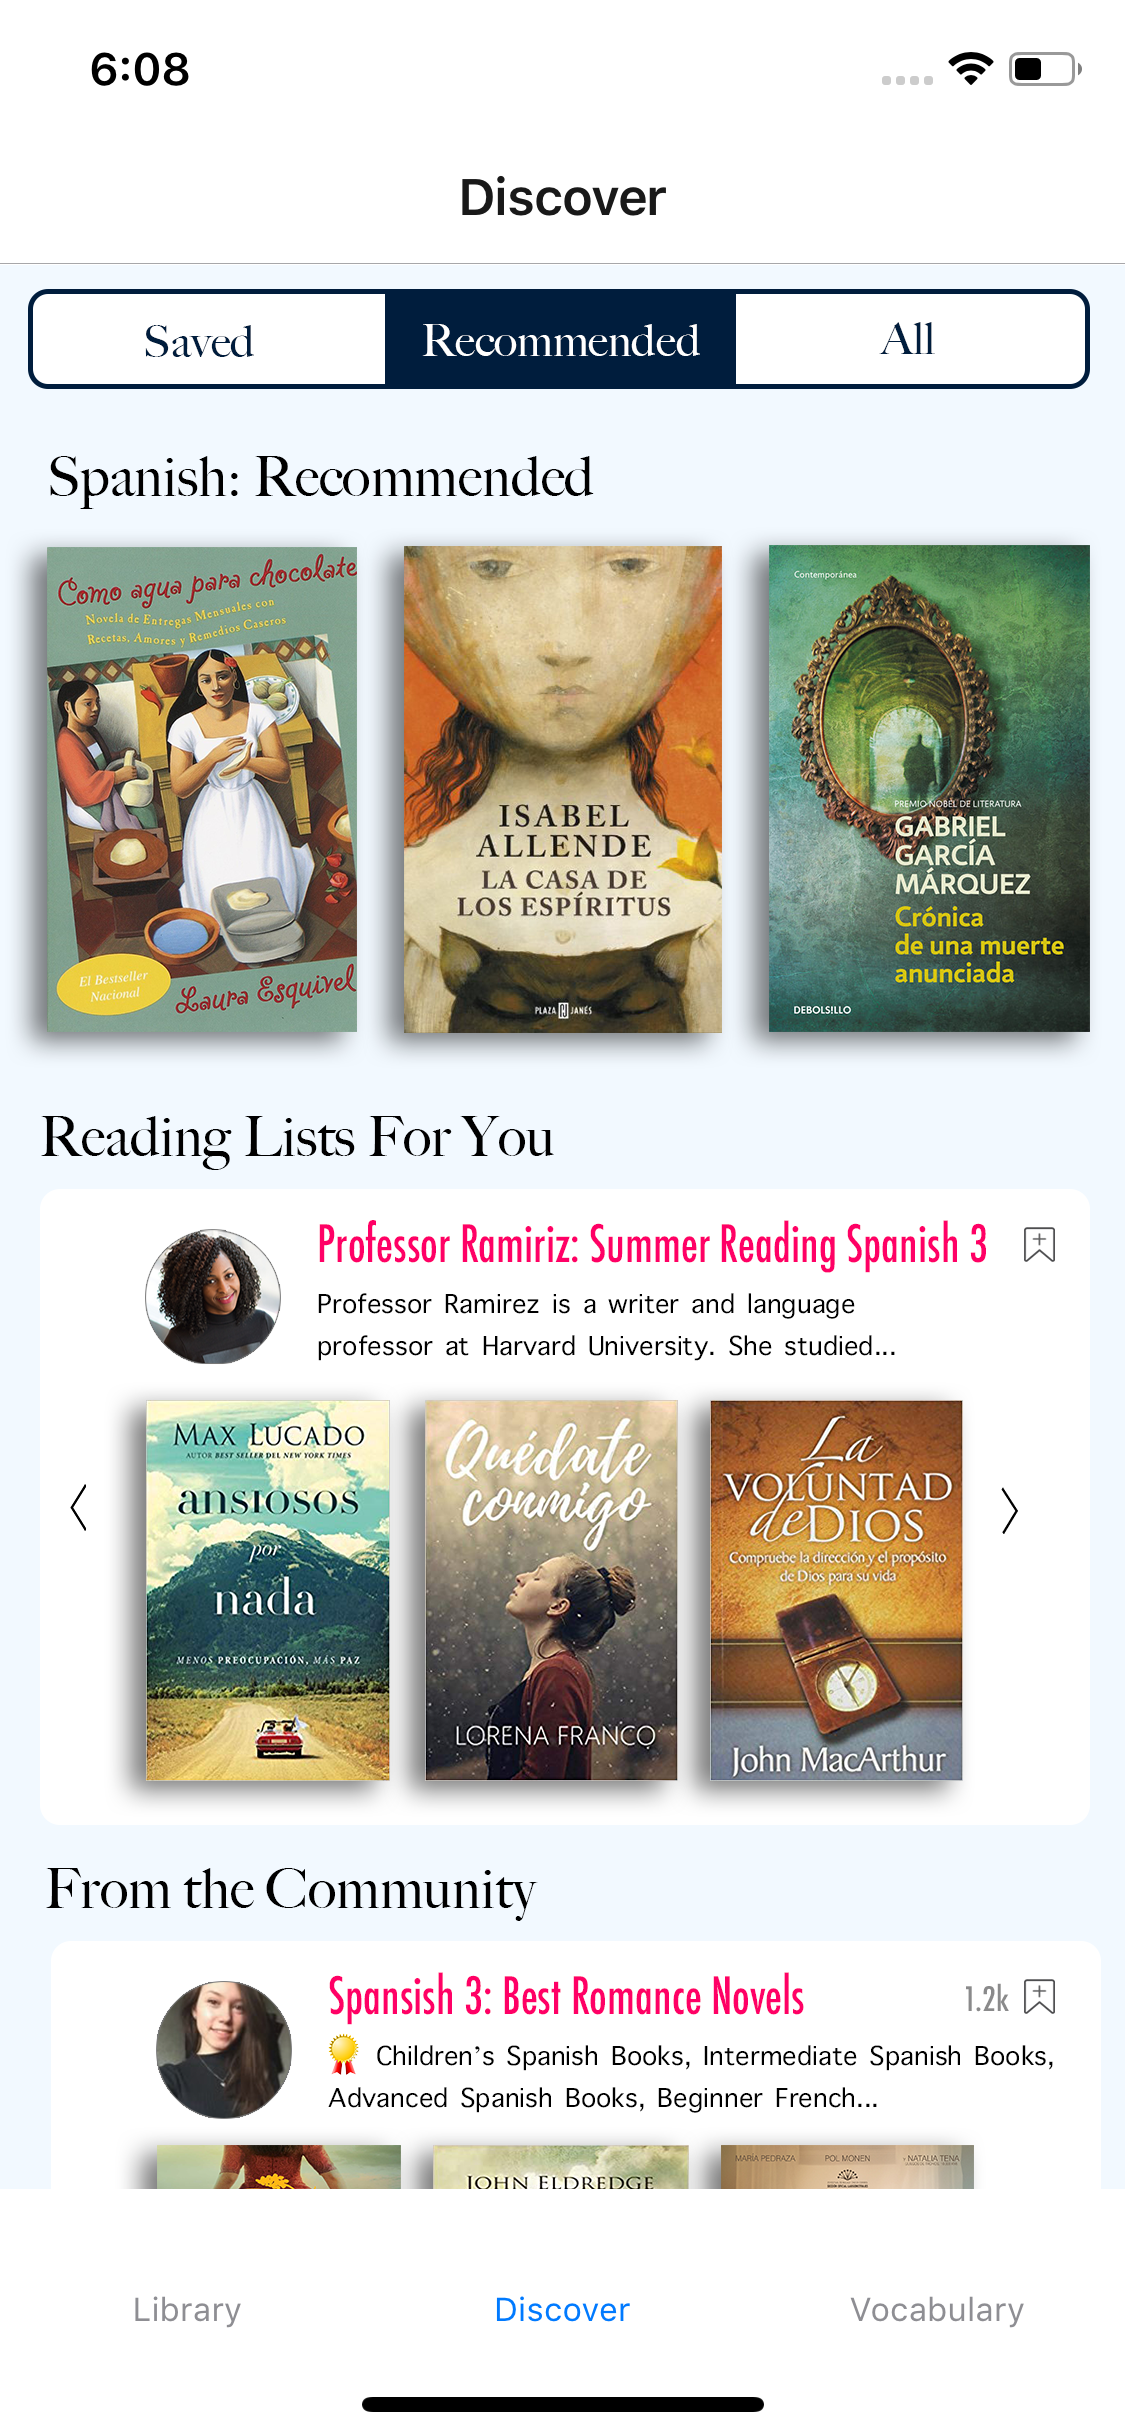 6:08
Discover
Saved
Recommended
All
Spanish: Recommended
Como agua para chocolate
Novela de Entregas Mensuales con
Recetas, Amores y Remedios Caseros
El Bestseller
Nacional
Laura Esquivel
ISABEL
ALLENDE
LA CASA DE
LOS ESPÍRITUS
PLAZA JANÉS
Contemporánea
PREMIO NOBEL DE LITERATURA
GABRIEL
GARCÍA
MÁRQUEZ
Crónica
de una muerte
anunciada
DEBOLS!LLO
Reading Lists For You
Professor Ramiriz: Summer Reading Spanish 3
Professor Ramirez is a writer and language
professor at Harvard University. She studied...
MAX LUCADO
AUTOR BEST SELLER DEL NEW YORK TIMES
ansiosos
por
nada
MENOS PREOCUPACIÓN, MÁS PAZ
Quédate
conmigo
LORENA FRANCO
La
VOLUNTAD
de DIOS
Compruebe la dirección y el propósito
de Dios para su vida
John MacArthur
From the Community
Spansish 3: Best Romance Novels
1.2k
Children's Spanish Books, Intermediate Spanish Books,
Advanced Spanish Books, Beginner French...
JOHN ELDREDGE
MARIA PEDRAZA
POL MONEN
Y NATALIA TENA
Library
Discover
Vocabulary